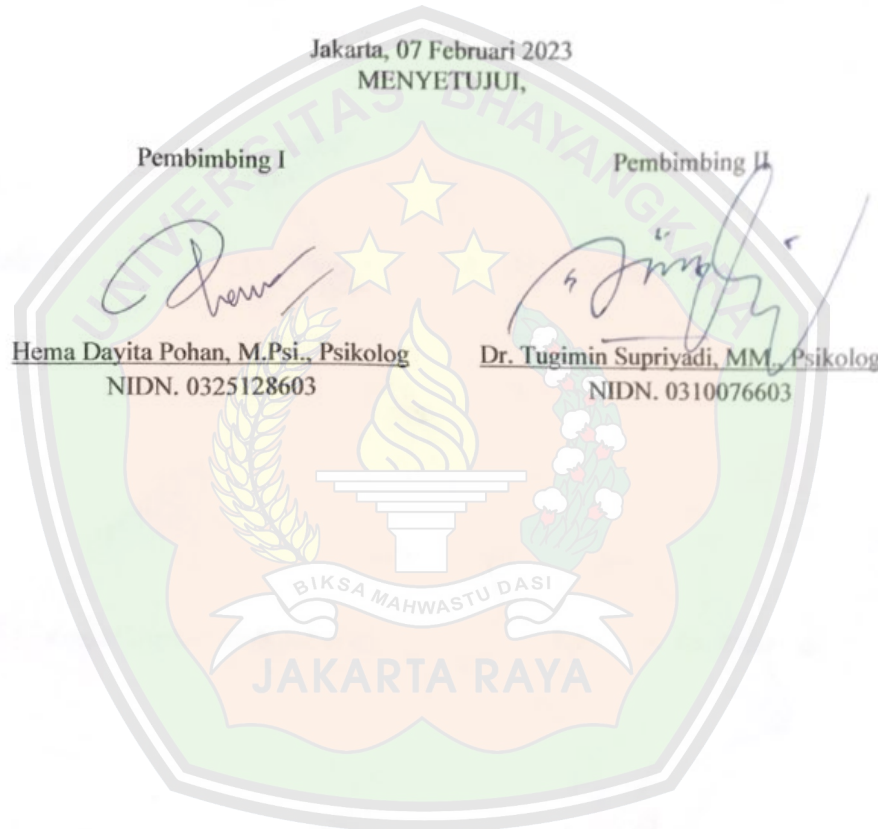 Jakarta, 07 Februari 2023
MENYETUJUI,
Pembimbing I
Pembimbing II
Hema Dayita Pohan, M.Psi., Psikolog
NIDN. 0325128603
Dr. Tugimin Supriyadi, MM., Psikolog
NIDN. 0310076603
UNIVERSITAS BHAYANGKARA
BIKSA MAHWASTU DASI
JAKARTA RAYA